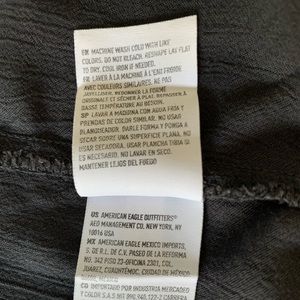 EN MACHINE WASH COLD WITH LIKE
COLORS. DO NOT BLEACH. RESHAPE LAY FLAT
TO DRY. COOL IRON IF NEEDED.
FR LAVER À LA MACHINE À L'EAU FROIDE
AVEC COULEURS SIMILAIRES. NE PAS
JAVELLISER. REDONNER LA FORME
ORIGINALE ET SÉCHER À PLAT. REPASSER À
BASSE TEMPÉRATURE AU BESOIN.
SP LAVAR A MÁQUINA CON AGUA FRÍA Y
PRENDAS DE COLOR SIMILAR. NO USAR
BLANQUEADOR. DARLE FORMA Y PONGA A
SECAR SOBRE UNA SUPERFICIE PLANA. NO
USAR SECADORA. USAR PLANCHA TIBIA SI
ES NECESARIO. NO LAVAR EN SECO.
MANTENER LEJOS DEL FUEGO
US AMERICAN EAGLE OUTFITTERS®
AEO MANAGEMENT CO. NEW YORK, NY
10016 USA
MX AMERICAN EAGLE MEXICO IMPORTS,
S. DE R.L. DE C.V. PASEO DE LA REFORMA
NO. 342 PISO 23-OFICINA 2301, COL.
JUAREZ, CUAUHTÉMOC, CIUDAD DE MÉXICO
CO IMPORTADO POR INDUSTRIA MERCADEO
Y COLOR S.A.S